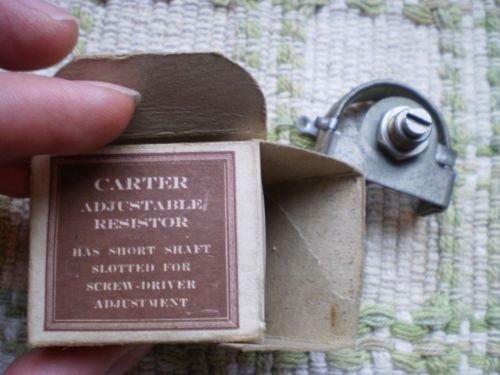 CARTER
ADJUSTABLE
RESISTOR
HAS SHORT SHAFT
SLOTTED FOR
SCREW-DRIVER
ADJUSTMENT